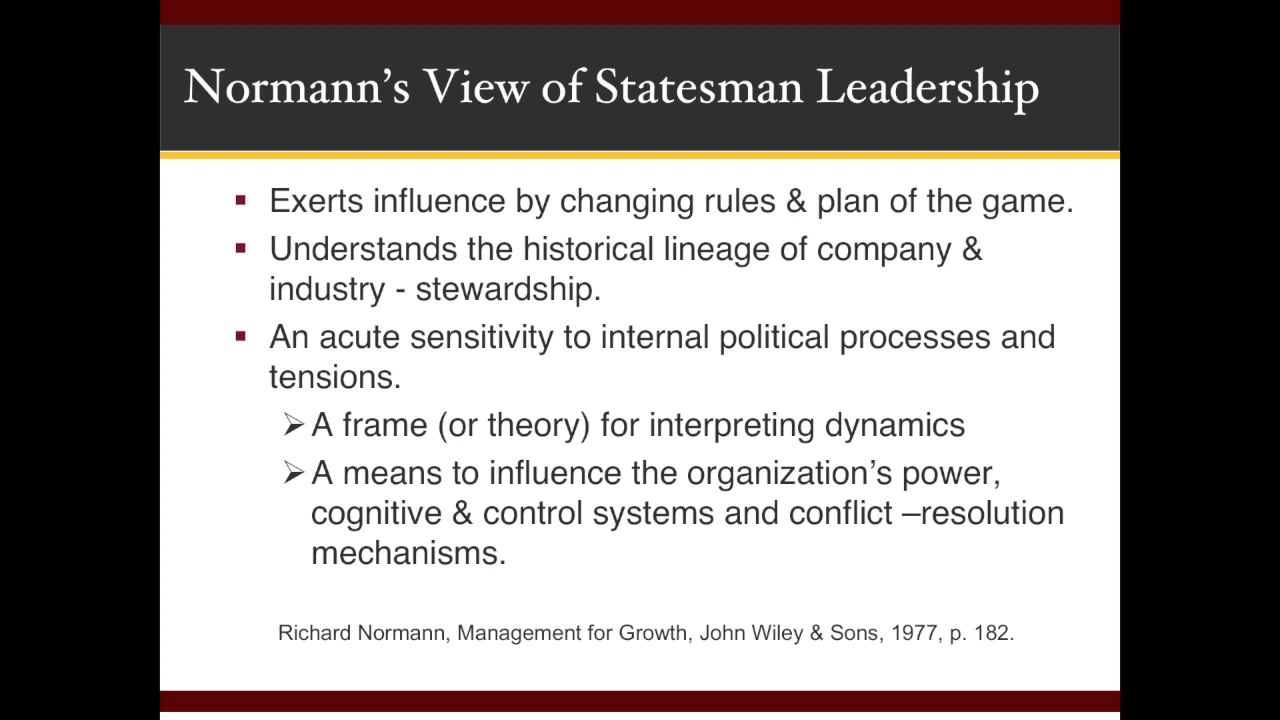 Normann’s View of Statesman Leadership
▪ Exerts influence by changing rules & plan of the game.
▪ Understands the historical lineage of company &
industry - stewardship.
▪ An acute sensitivity to internal political processes and
tensions.
➢ A frame (or theory) for interpreting dynamics
➢ A means to influence the organization’s power,
cognitive & control systems and conflict –resolution
mechanisms.
Richard Normann, Management for Growth, John Wiley & Sons, 1977, p. 182.